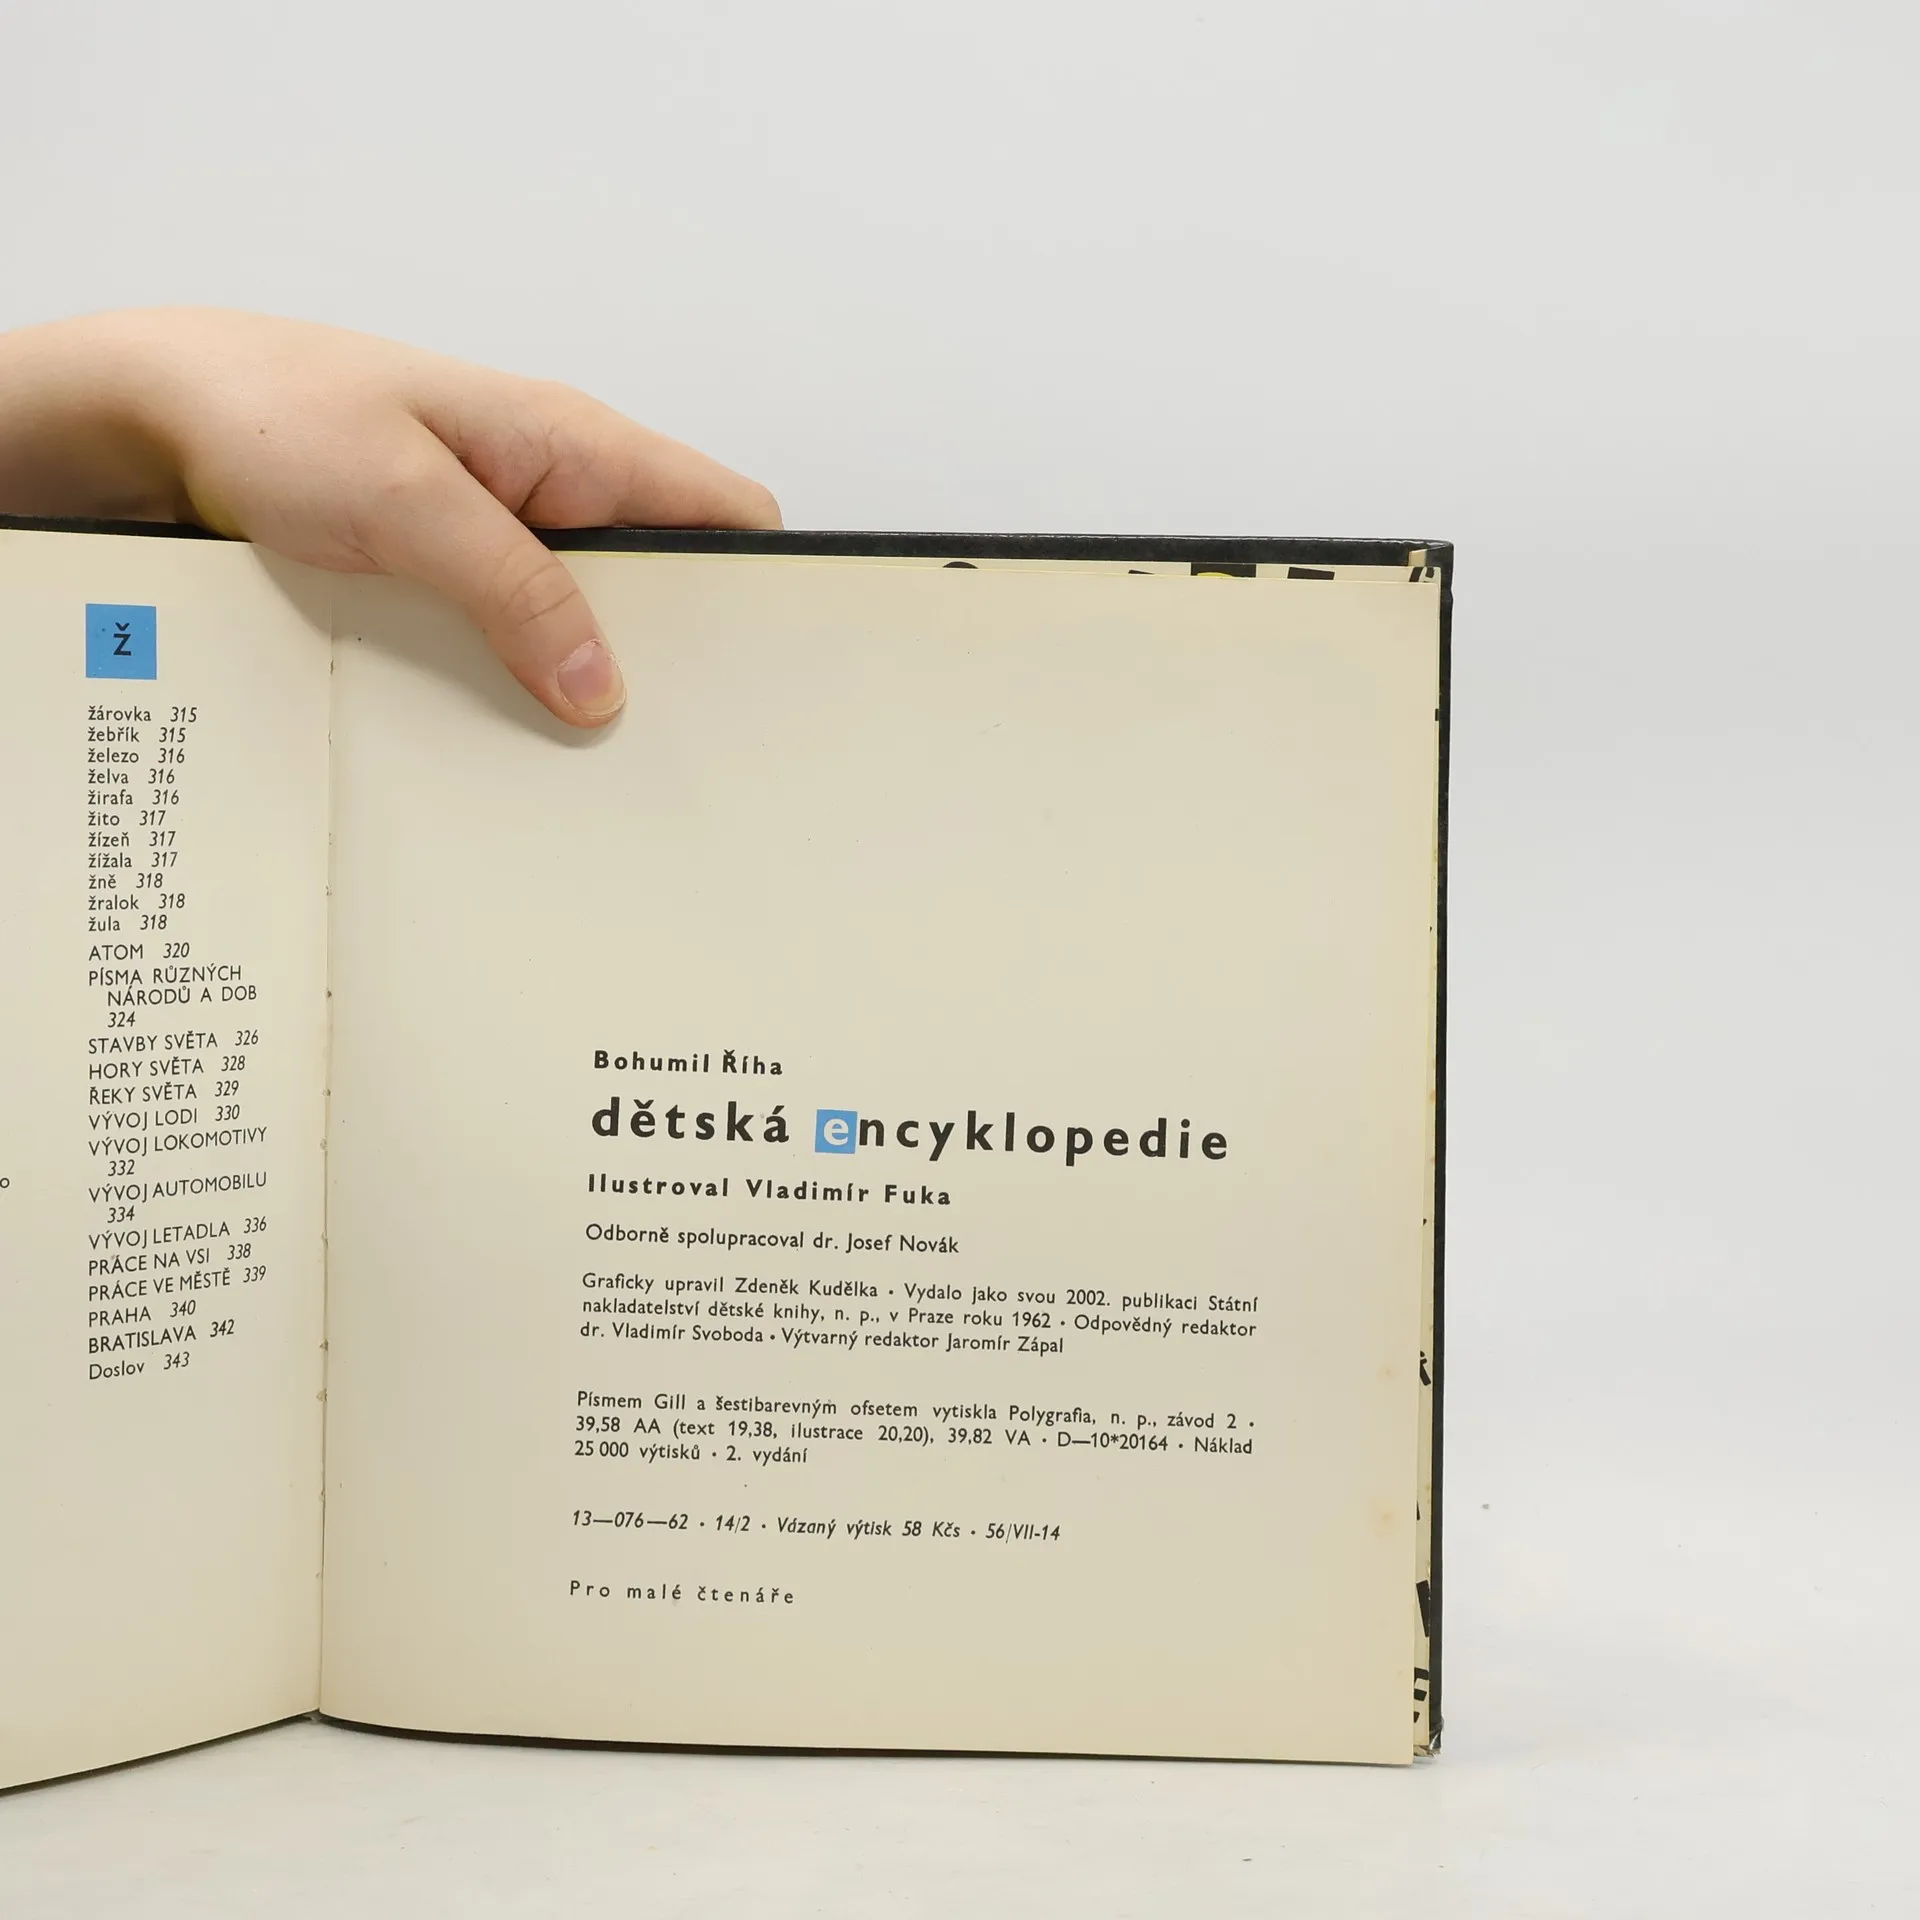 Ž
žárovka 315
žebřík 315
železo 316
želva 316
žirafa 316
žito 317
žízeň 317
žížala 317
žně 318
žralok 318
žula 318
ATOM 320
PÍSMA RŮZNÝCH
NÁRODŮ A DOB
324
STAVBY SVĚTA 326
HORY SVĚTA 328
ŘEKY SVĚTA 329
VÝVOJ LODI 330
VÝVOJ LOKOMOTIVY
332
VÝVOJ AUTOMOBILU
334
VÝVOJ LETADLA 336
PRÁCE NA VSI 338
PRÁCE VE MĚSTĚ 339
PRAHA 340
BRATISLAVA 342
Doslov 343
Bohumil Říha
dětská encyklopedie
Ilustroval Vladimír Fuka
Odborně spolupracoval dr. Josef Novák
Graficky upravil Zdeněk Kudělka • Vydalo jako svou 2002. publikaci Státní
nakladatelství dětské knihy, n. p., v Praze roku 1962 • Odpovědný redaktor
dr. Vladimír Svoboda • Výtvarný redaktor Jaromír Zápal
Písmem Gill a šestibarevným ofsetem vytiskla Polygrafia, n. p., závod 2 •
39,58 AA (text 19,38, ilustrace 20,20), 39,82 VA • D—10*20164 • Náklad
25 000 výtisků • 2. vydání
13—076—62 • 14/2 • Vázaný výtisk 58 Kčs • 56/VII-14
Pro malé čtenáře